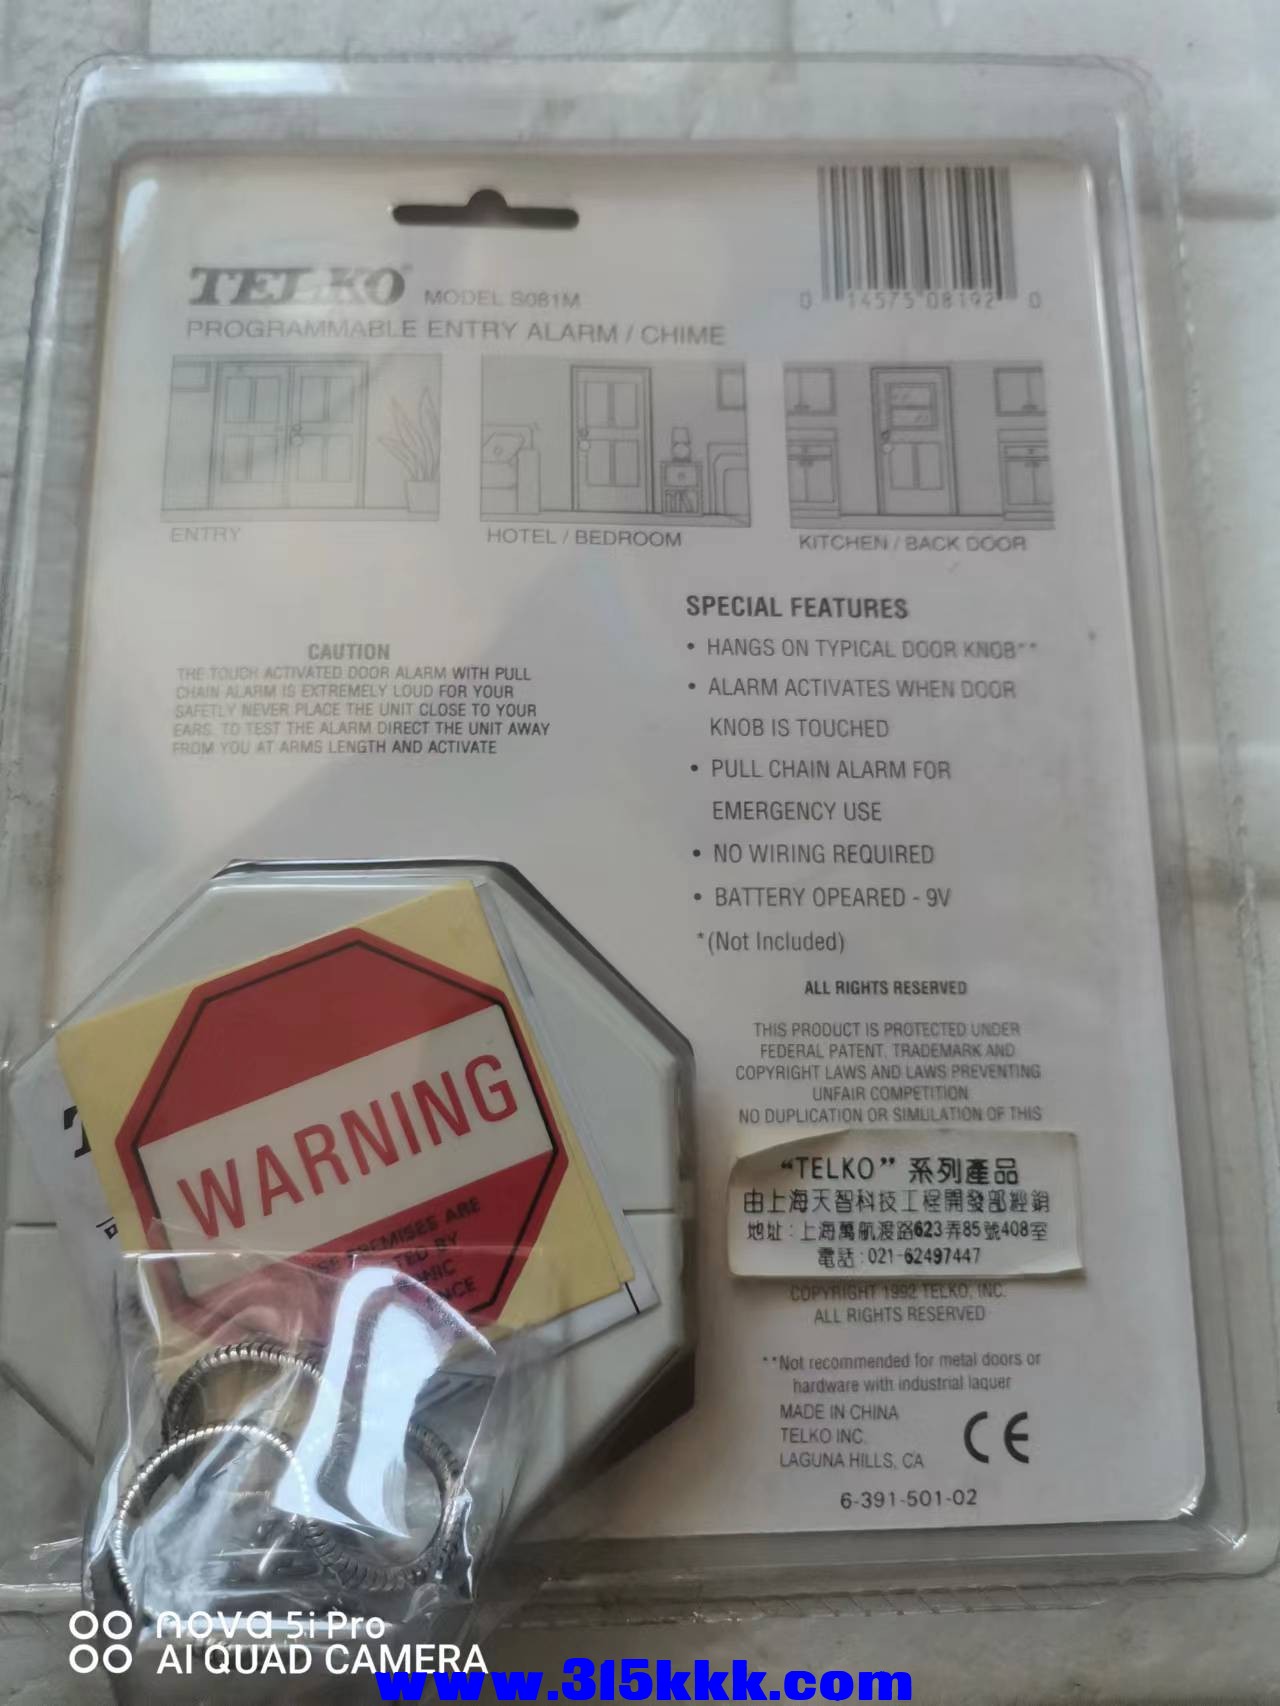 TELKO MODEL S081M
PROGRAMMABLE ENTRY ALARM / CHIME
0 14575 08192 0
ENTRY
HOTEL / BEDROOM
KITCHEN / BACK DOOR
CAUTION
THE TOUCH ACTIVATED DOOR ALARM WITH PULL
CHAIN ALARM IS EXTREMELY LOUD FOR YOUR
SAFETLY NEVER PLACE THE UNIT CLOSE TO YOUR
EARS. TO TEST THE ALARM DIRECT THE UNIT AWAY
FROM YOU AT ARMS LENGTH AND ACTIVATE
SPECIAL FEATURES
• HANGS ON TYPICAL DOOR KNOB**
• ALARM ACTIVATES WHEN DOOR
KNOB IS TOUCHED
• PULL CHAIN ALARM FOR
EMERGENCY USE
• NO WIRING REQUIRED
• BATTERY OPEARED - 9V
*(Not Included)
ALL RIGHTS RESERVED
THIS PRODUCT IS PROTECTED UNDER
FEDERAL PATENT, TRADEMARK AND
COPYRIGHT LAWS AND LAWS PREVENTING
UNFAIR COMPETITION
NO DUPLICATION OR SIMULATION OF THIS
“TELKO” 系列產品
由上海天智科技工程開發部經銷
地址：上海萬航渡路623弄85號408室
電話：021-62497447
COPYRIGHT 1992 TELKO, INC.
ALL RIGHTS RESERVED
**Not recommended for metal doors or
hardware with industrial laquer
MADE IN CHINA
TELKO INC.
LAGUNA HILLS, CA
CE
6-391-501-02
WARNING
PREMISES ARE
BY
nova 5i Pro
AI QUAD CAMERA
www.315kkk.com